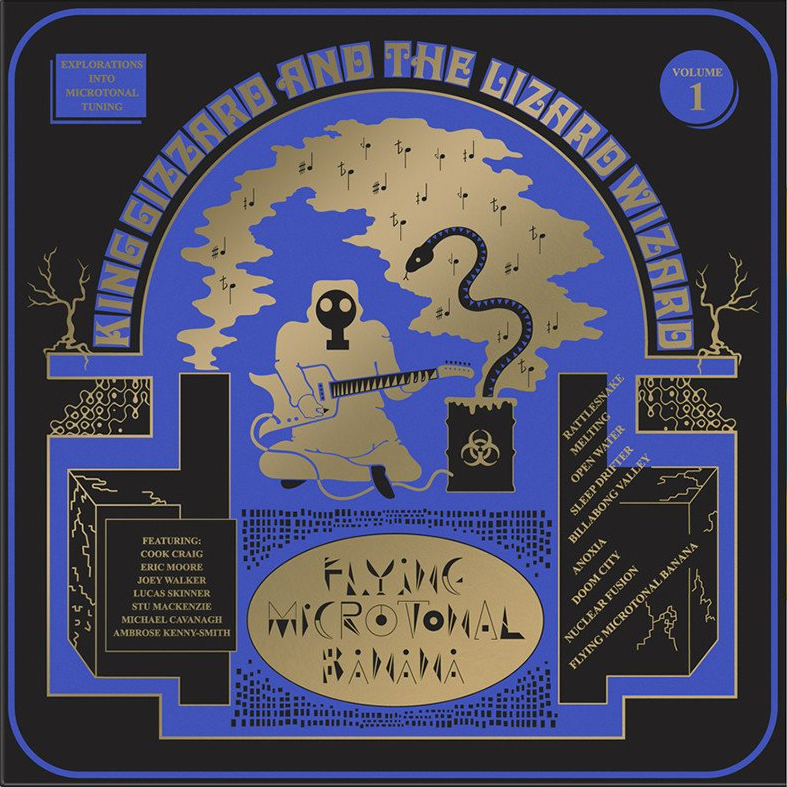 EXPLORATIONS
INTO
MICROTONAL
TUNING
KING GIZZARD AND THE LIZARD WIZARD
VOLUME
1
RATTLESNAKE
MELTING
OPEN WATER
SLEEP DRIFTER
BILLABONG VALLEY
ANOXIA
DOOM CITY
NUCLEAR FUSION
FLYING MICROTONAL BANANA
FEATURING:
COOK CRAIG
ERIC MOORE
JOEY WALKER
LUCAS SKINNER
STU MACKENZIE
MICHAEL CAVANAGH
AMBROSE KENNY-SMITH
FLYING
MICROTONAL
BANANA